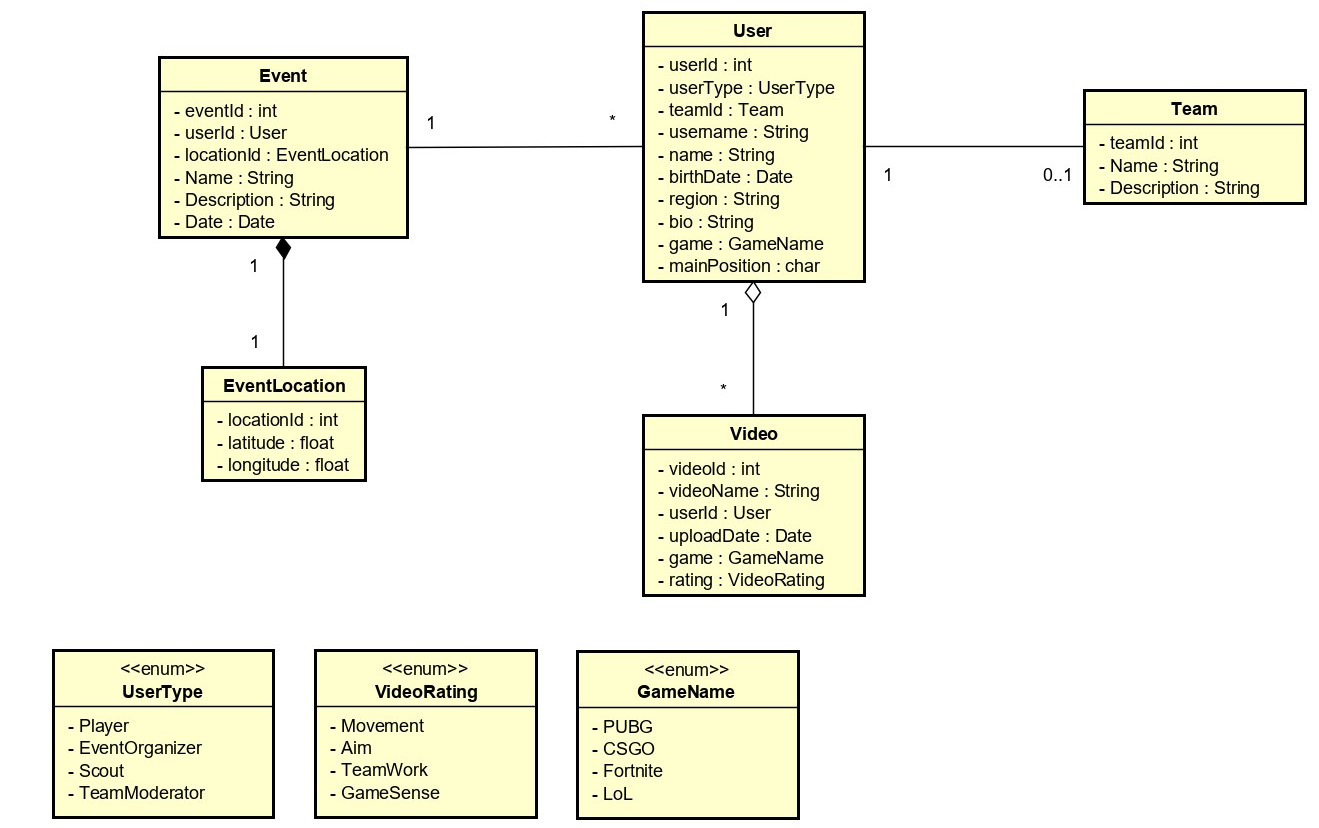 Event
- eventId : int
- userId : User
- locationId : EventLocation
- Name : String
- Description : String
- Date : Date
1
*
User
- userId : int
- userType : UserType
- teamId : Team
- username : String
- name : String
- birthDate : Date
- region : String
- bio : String
- game : GameName
- mainPosition : char
1
0..1
Team
- teamId : int
- Name : String
- Description : String
1
1
EventLocation
- locationId : int
- latitude : float
- longitude : float
1
*
Video
- videoId : int
- videoName : String
- userId : User
- uploadDate : Date
- game : GameName
- rating : VideoRating
<<enum>>
UserType
- Player
- EventOrganizer
- Scout
- TeamModerator
<<enum>>
VideoRating
- Movement
- Aim
- TeamWork
- GameSense
<<enum>>
GameName
- PUBG
- CSGO
- Fortnite
- LoL